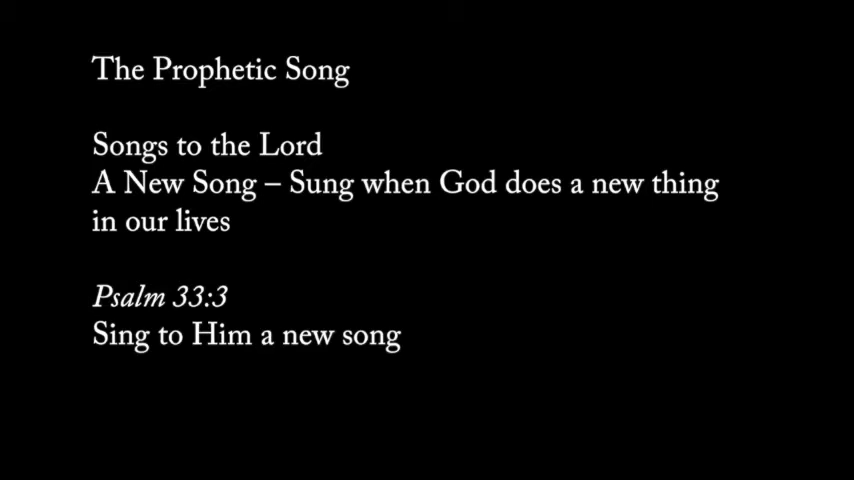 The Prophetic Song
Songs to the Lord
A New Song – Sung when God does a new thing
in our lives
Psalm 33:3
Sing to Him a new song